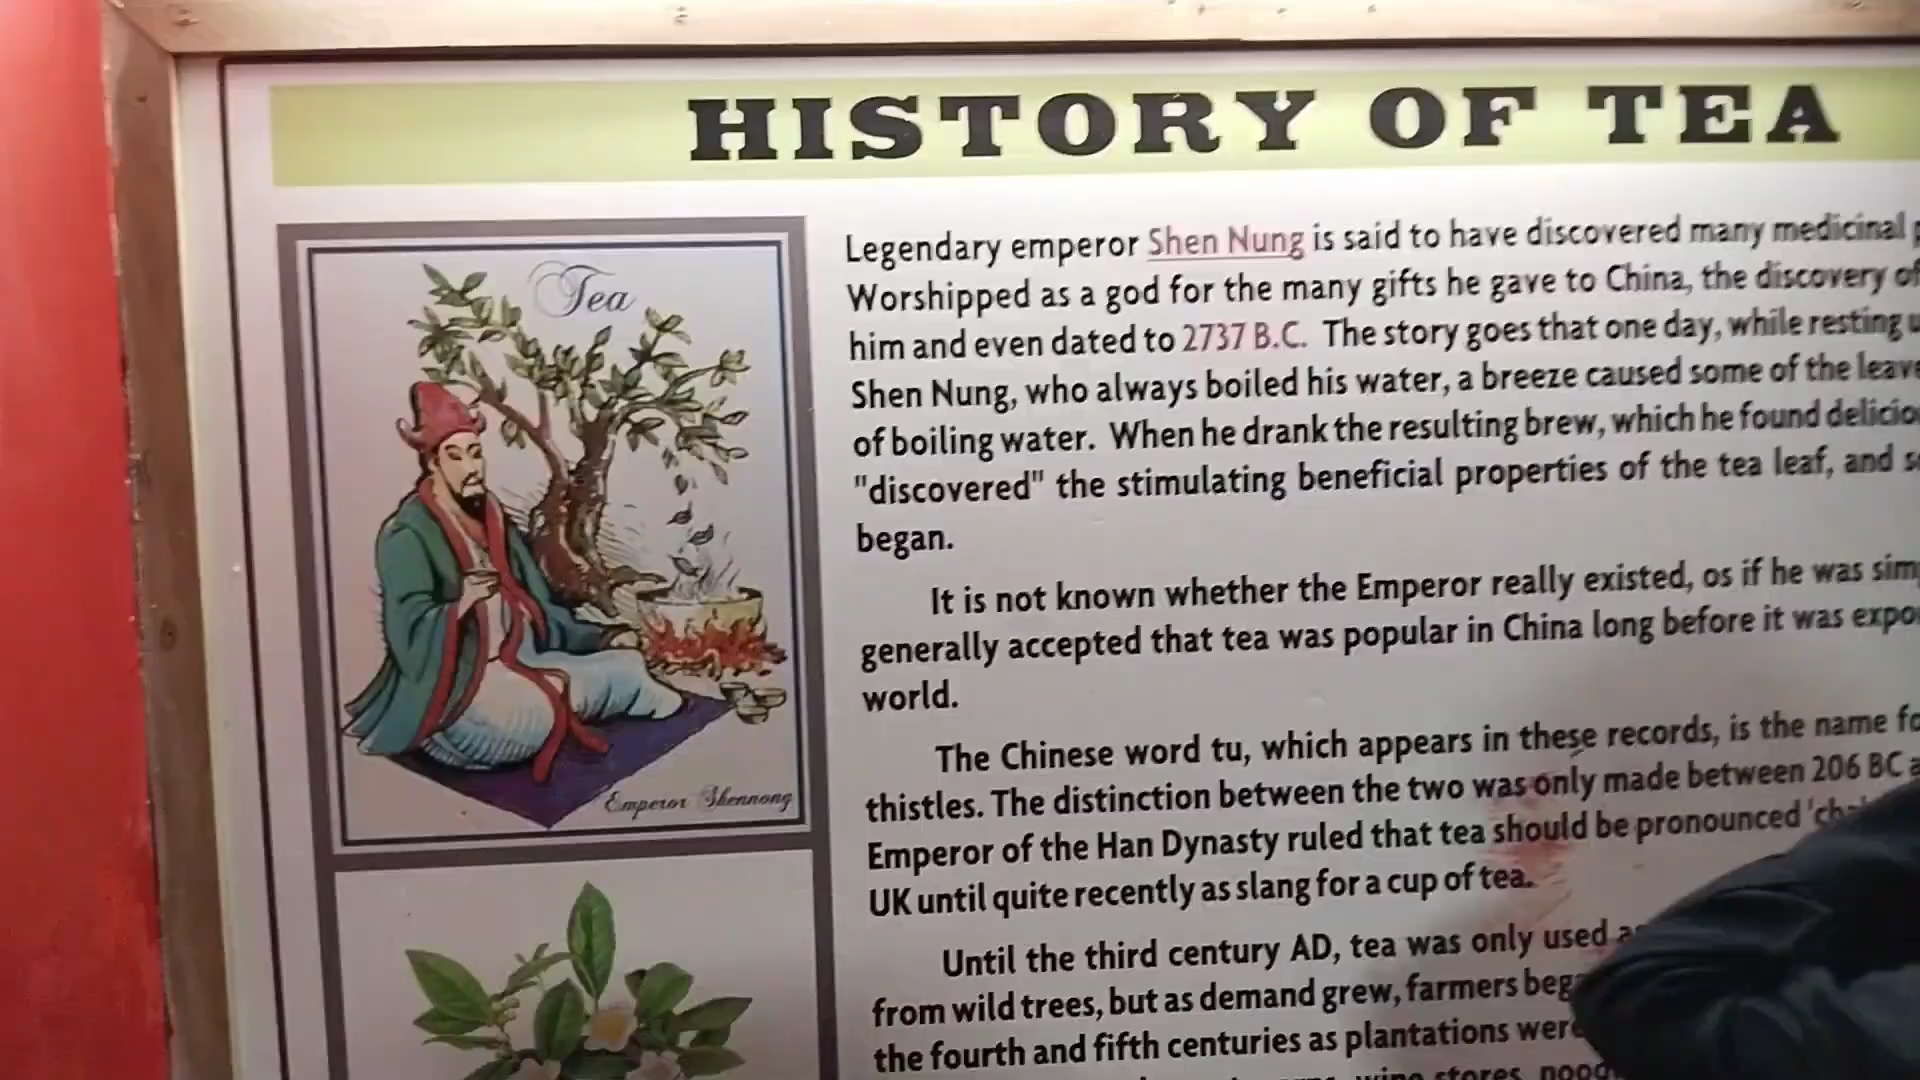 HISTORY OF TEA
Tea
Emperor Shennong
Legendary emperor Shen Nung is said to have discovered many medicinal
Worshipped as a god for the many gifts he gave to China, the discovery of
him and even dated to 2737 B.C. The story goes that one day, while resting
Shen Nung, who always boiled his water, a breeze caused some of the
of boiling water. When he drank the resulting brew, which he found
"discovered" the stimulating beneficial properties of the tea leaf, and
began.
It is not known whether the Emperor really existed, os if he was
generally accepted that tea was popular in China long before it was
world.
The Chinese word tu, which appears in these records, is the name
thistles. The distinction between the two was only made between 206 BC
Emperor of the Han Dynasty ruled that tea should be pronounced
UK until quite recently as slang for a cup of tea.
Until the third century AD, tea was only used
from wild trees, but as demand grew, farmers
the fourth and fifth centuries as plantations were
wine stores,